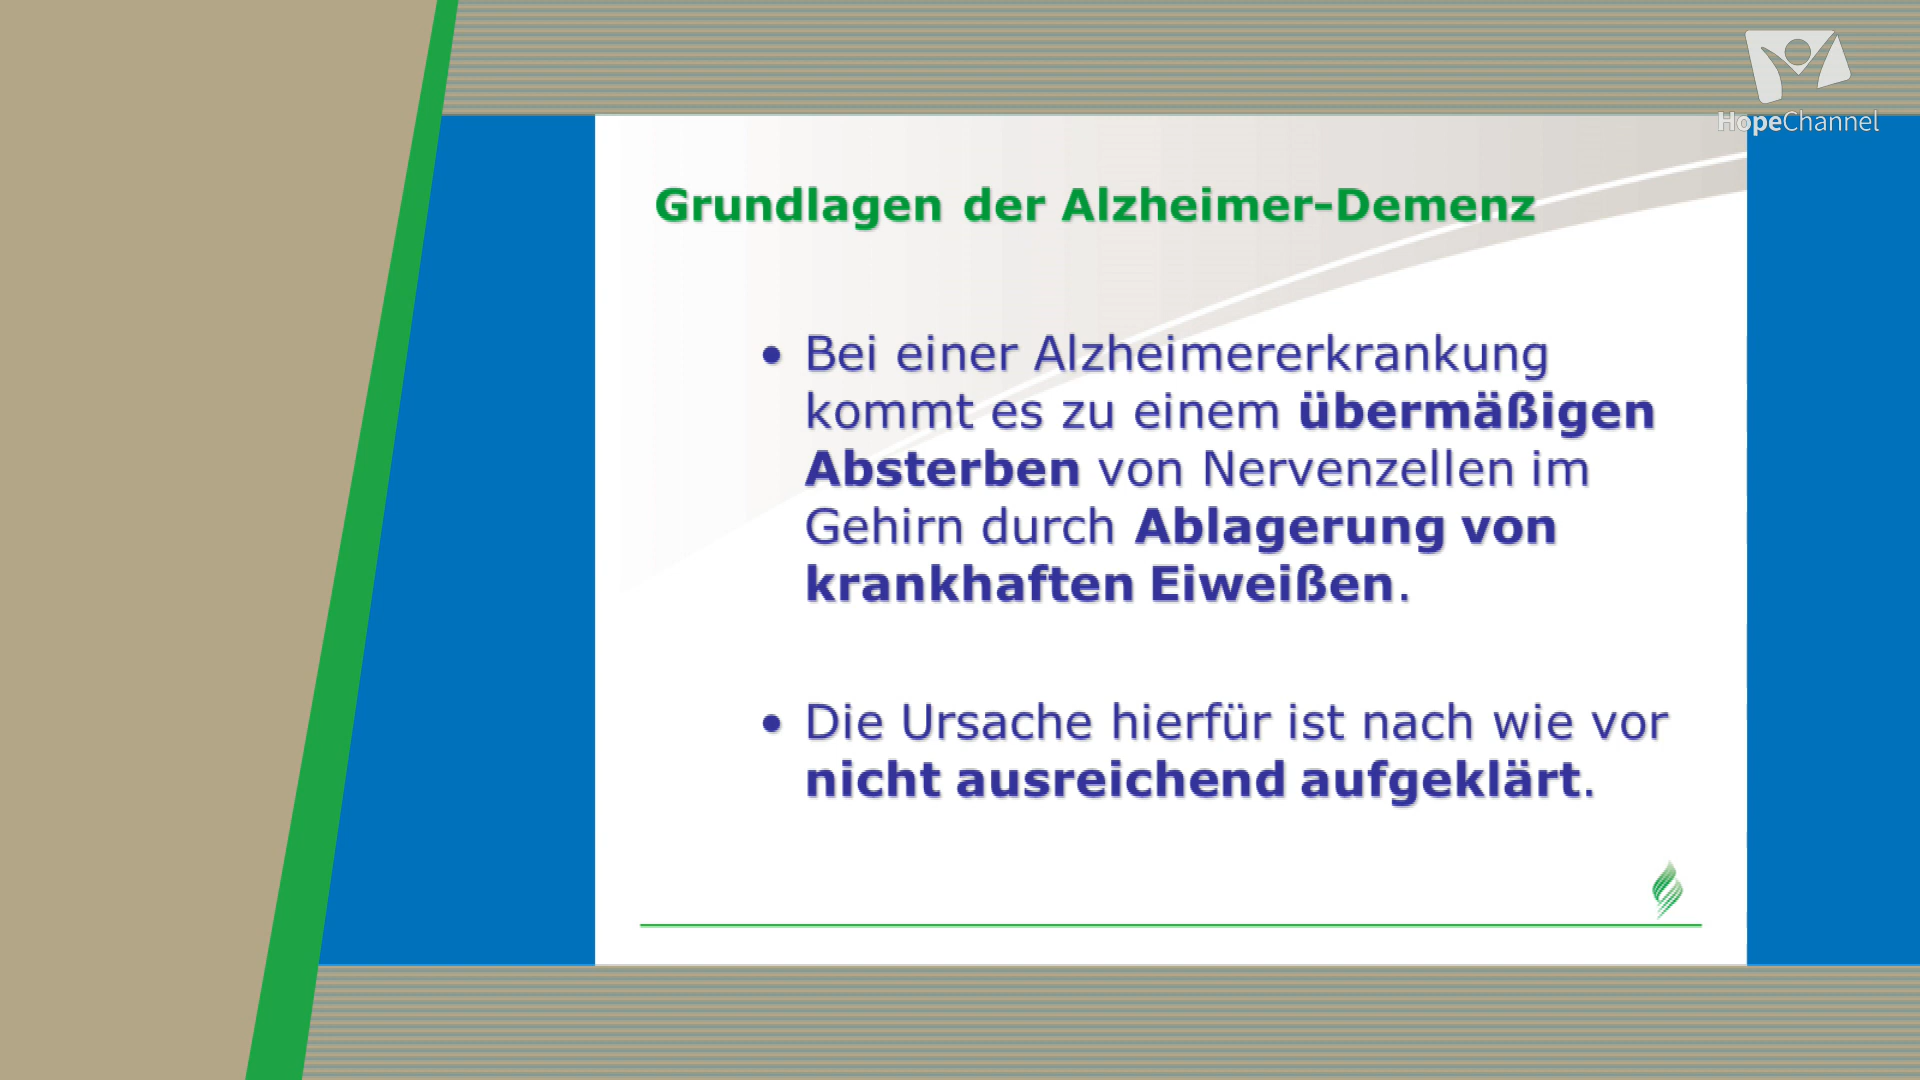 HopeChannel
Grundlagen der Alzheimer-Demenz
• Bei einer Alzheimererkrankung
kommt es zu einem übermäßigen
Absterben von Nervenzellen im
Gehirn durch Ablagerung von
krankhaften Eiweißen.
• Die Ursache hierfür ist nach wie vor
nicht ausreichend aufgeklärt.